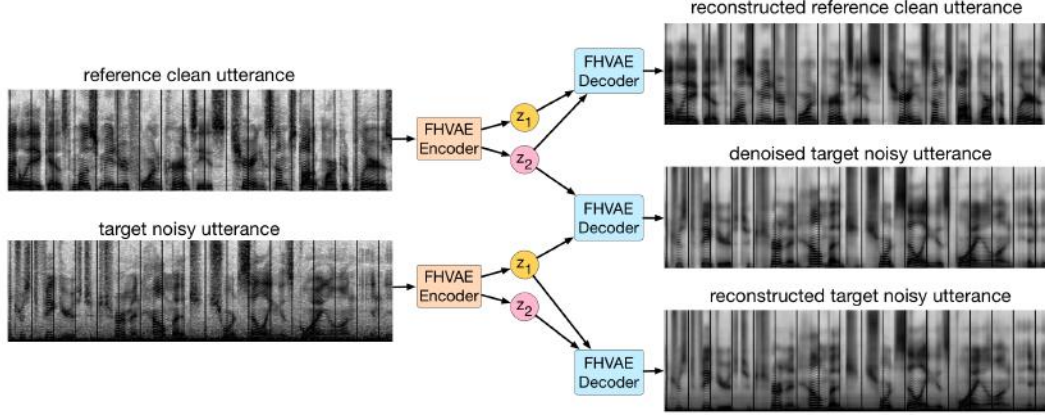 reconstructed reference clean utterance
reference clean utterance
FHVAE
Decoder
z1
FHVAE
Encoder
z2
denoised target noisy utterance
FHVAE
Decoder
target noisy utterance
z1
FHVAE
Encoder
z2
reconstructed target noisy utterance
FHVAE
Decoder